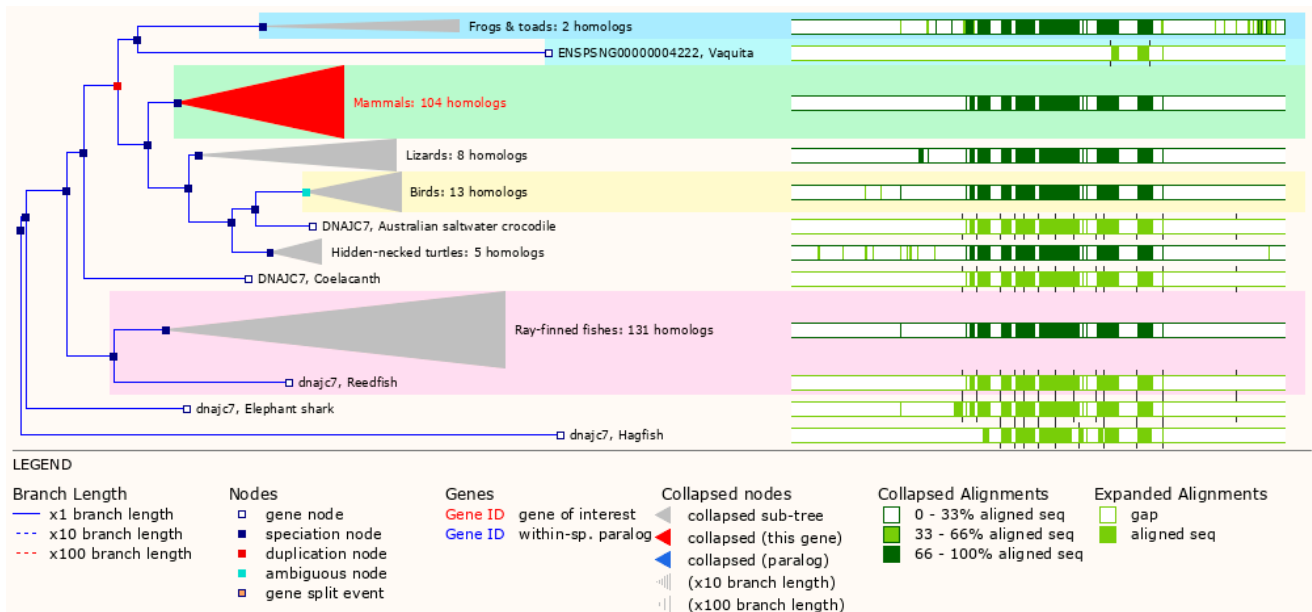 Frogs & toads: 2 homologs
ENSPSNG00000004222, Vaquita
Mammals: 104 homologs
Lizards: 8 homologs
Birds: 13 homologs
DNAJC7, Australian saltwater crocodile
Hidden-necked turtles: 5 homologs
DNAJC7, Coelacanth
Ray-finned fishes: 131 homologs
dnajc7, Reedfish
dnajc7, Elephant shark
dnajc7, Hagfish
LEGEND
Branch Length
x1 branch length
x10 branch length
x100 branch length
Nodes
gene node
speciation node
duplication node
ambiguous node
gene split event
Genes
Gene ID gene of interest
Gene ID within-sp. paralog
Collapsed nodes
collapsed sub-tree
collapsed (this gene)
collapsed (paralog)
(x10 branch length)
(x100 branch length)
Collapsed Alignments
0 - 33% aligned seq
33 - 66% aligned seq
66 - 100% aligned seq
Expanded Alignments
gap
aligned seq